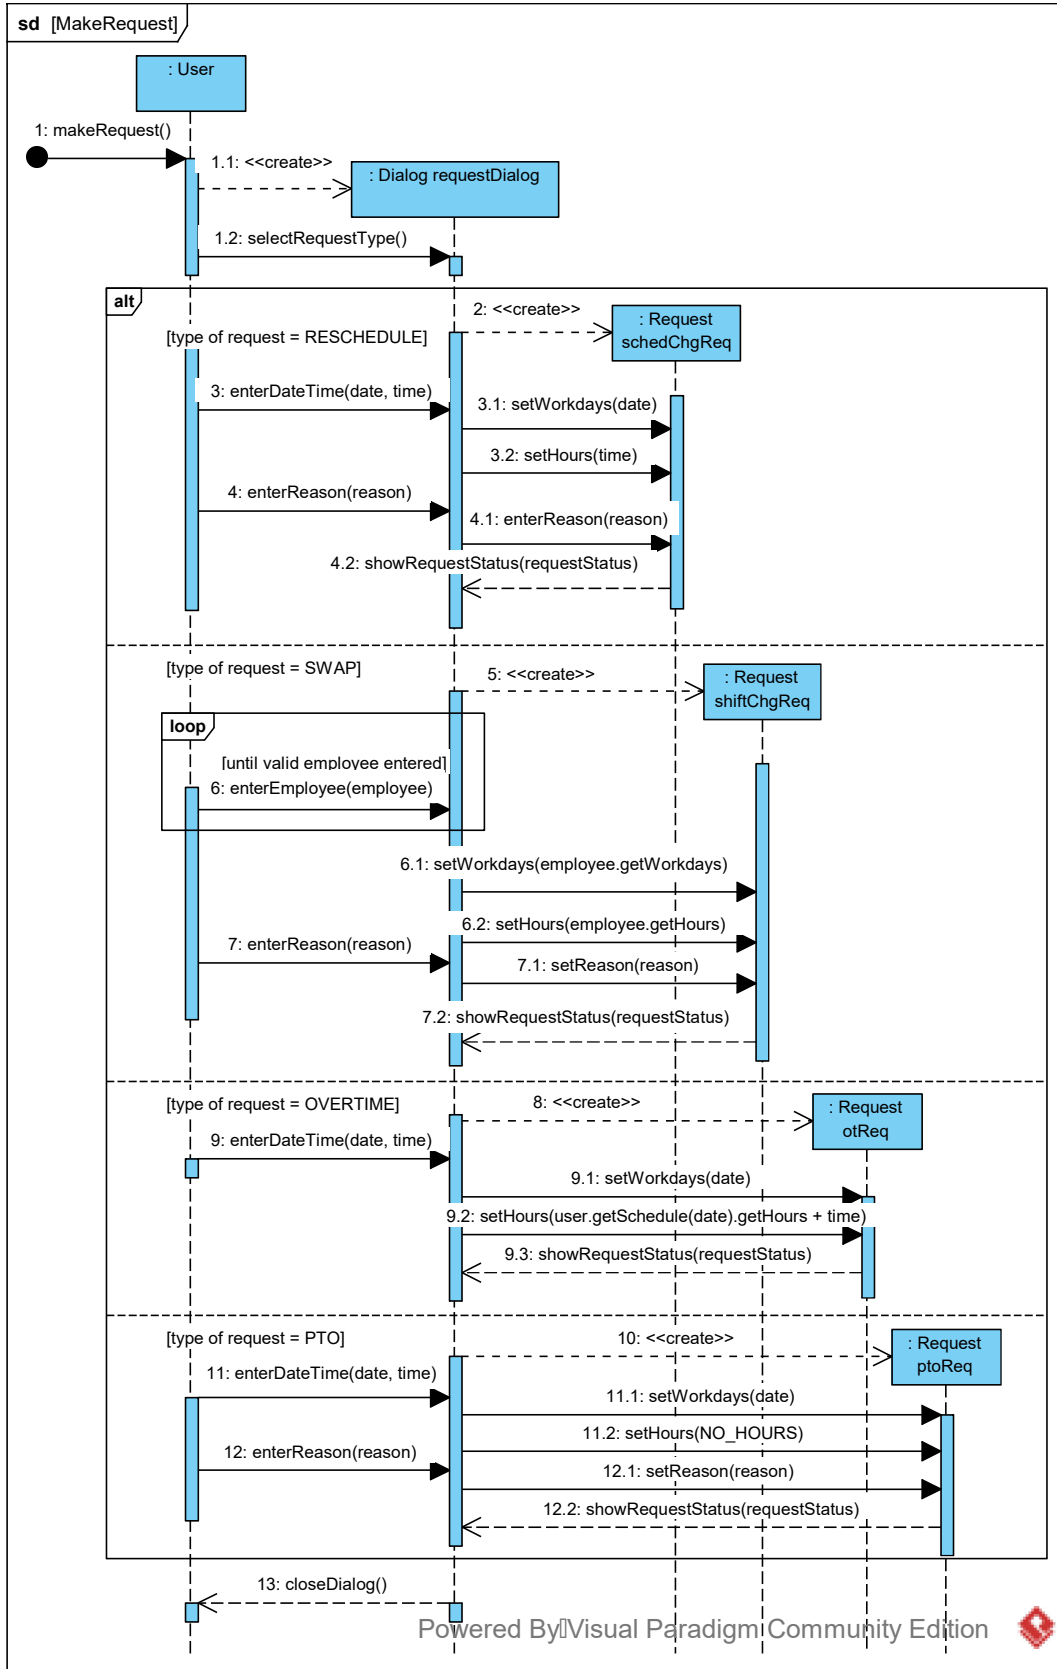 sd [MakeRequest]
: User
1: makeRequest()
1.1: <<create>>
: Dialog requestDialog
1.2: selectRequestType()
alt
2: <<create>>
: Request
schedChgReq
[type of request = RESCHEDULE]
3: enterDateTime(date, time)
3.1: setWorkdays(date)
3.2: setHours(time)
4: enterReason(reason)
4.1: enterReason(reason)
4.2: showRequestStatus(requestStatus)
[type of request = SWAP]
5: <<create>>
: Request
shiftChgReq
loop
[until valid employee entered]
6: enterEmployee(employee)
6.1: setWorkdays(employee.getWorkdays)
6.2: setHours(employee.getHours)
7: enterReason(reason)
7.1: setReason(reason)
7.2: showRequestStatus(requestStatus)
[type of request = OVERTIME]
8: <<create>>
: Request
otReq
9: enterDateTime(date, time)
9.1: setWorkdays(date)
9.2: setHours(user.getSchedule(date).getHours + time)
9.3: showRequestStatus(requestStatus)
[type of request = PTO]
10: <<create>>
: Request
ptoReq
11: enterDateTime(date, time)
11.1: setWorkdays(date)
11.2: setHours(NO_HOURS)
12: enterReason(reason)
12.1: setReason(reason)
12.2: showRequestStatus(requestStatus)
13: closeDialog()
Powered By Visual Paradigm Community Edition